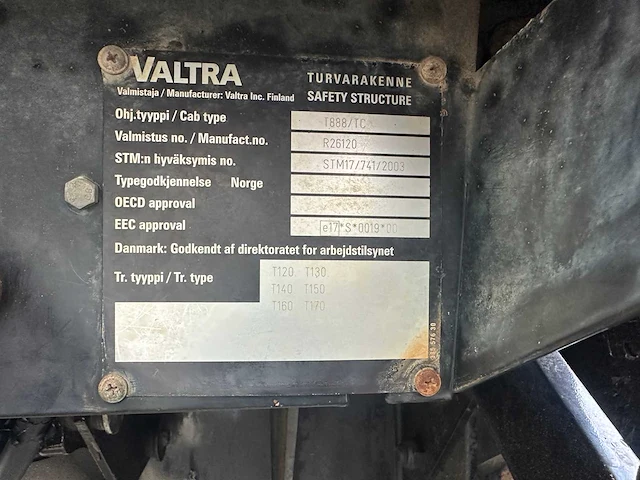 VALTRA TURVARAKENNE
Valmistaja / Manufacturer: Valtra Inc. Finland SAFETY STRUCTURE
Ohj.tyyppi / Cab type T888/TC
Valmistus no. / Manufact.no. R26120
STM:n hyväksymis no. STM17/741/2003
Typegodkjennelse Norge
OECD approval
EEC approval e17*S*0019*00
Danmark: Godkendt af direktoratet for arbejdstilsynet
Tr. tyyppi / Tr. type T120 T130
T140 T150
T160 T170